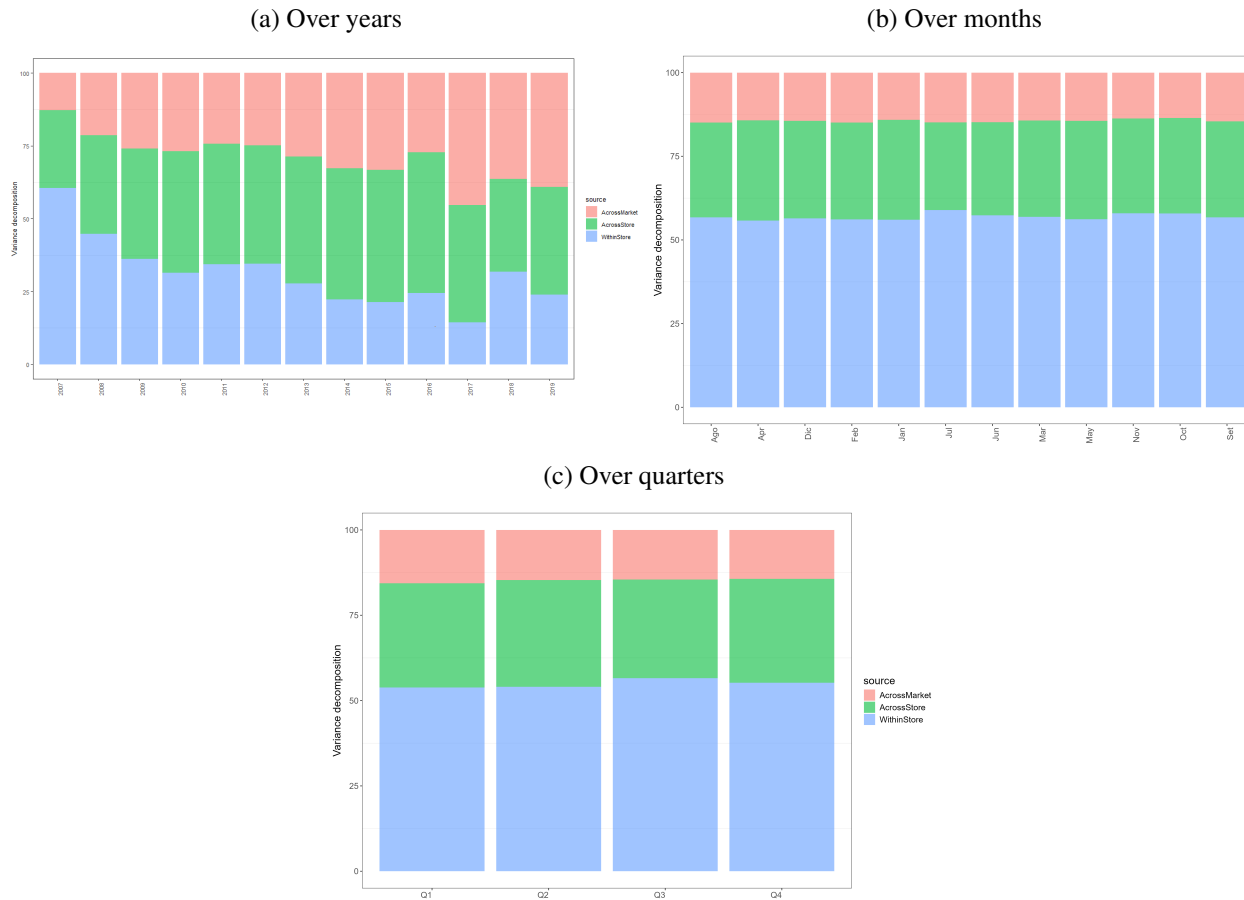 (a) Over years
Variance decomposition
100
75
50
25
0
2007 2008 2009 2010 2011 2012 2013 2014 2015 2016 2017 2018 2019
source
AcrossMarket
AcrossStore
WithinStore
(b) Over months
Variance decomposition
100
75
50
25
0
Ago Apr Dic Feb Jan Jul Jun Mar May Nov Oct Set
(c) Over quarters
Variance decomposition
100
75
50
25
0
Q1 Q2 Q3 Q4
source
AcrossMarket
AcrossStore
WithinStore